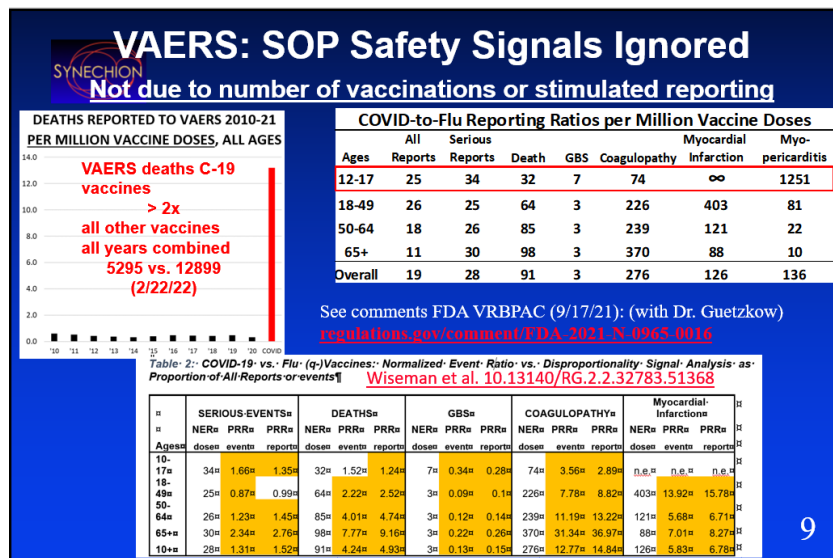 VAERS: SOP Safety Signals Ignored
SYNECHION
Not due to number of vaccinations or stimulated reporting
DEATHS REPORTED TO VAERS 2010-21
PER MILLION VACCINE DOSES, ALL AGES
14.0
12.0
10.0
8.0
6.0
4.0
2.0
0.0
'10 '11 '12 '13 '14 '15 '16 '17 '18 '19 '20 COVID
VAERS deaths C-19
vaccines
> 2x
all other vaccines
all years combined
5295 vs. 12899
(2/22/22)
COVID-to-Flu Reporting Ratios per Million Vaccine Doses
All Serious Myocardial Myo-
Ages Reports Reports Death GBS Coagulopathy Infarction pericarditis
12-17 25 34 32 7 74 ∞ 1251
18-49 26 25 64 3 226 403 81
50-64 18 26 85 3 239 121 22
65+ 11 30 98 3 370 88 10
Overall 19 28 91 3 276 126 136
See comments FDA VRBPAC (9/17/21): (with Dr. Guetzkow)
regulations.gov/comment/FDA-2021-N-0965-0016
Table· 2:· COVID-19· vs.· Flu· (q-)Vaccines:· Normalized· Event· Ratio· vs.· Disproportionality· Signal· Analysis· as·
Proportion·of·All·Reports·or·events¶ Wiseman et al. 10.13140/RG.2.2.32783.51368
¤ SERIOUS·EVENTS¤ DEATHS¤ GBS¤ COAGULOPATHY¤ Myocardial· Infarction¤ ¤
¤ NER¤ PRR¤ PRR¤ NER¤ PRR¤ PRR¤ NER¤ PRR¤ PRR¤ NER¤ PRR¤ PRR¤ NER¤ PRR¤ PRR¤ ¤
Ages¤ dose¤ event¤ report¤ dose¤ event¤ report¤ dose¤ event¤ report¤ dose¤ event¤ report¤ dose¤ event¤ report¤ ¤
10-
17¤ 34¤ 1.66¤ 1.35¤ 32¤ 1.52¤ 1.24¤ 7¤ 0.34¤ 0.28¤ 74¤ 3.56¤ 2.89¤ n.e.¤ n.e.¤ n.e.¤ ¤
18-
49¤ 25¤ 0.87¤ 0.99¤ 64¤ 2.22¤ 2.52¤ 3¤ 0.09¤ 0.1¤ 226¤ 7.78¤ 8.82¤ 403¤ 13.92¤ 15.78¤ ¤
50-
64¤ 26¤ 1.23¤ 1.45¤ 85¤ 4.01¤ 4.74¤ 3¤ 0.12¤ 0.14¤ 239¤ 11.19¤ 13.22¤ 121¤ 5.68¤ 6.71¤ ¤
65+¤ 30¤ 2.34¤ 2.76¤ 98¤ 7.77¤ 9.16¤ 3¤ 0.22¤ 0.26¤ 370¤ 31.34¤ 36.97¤ 88¤ 7.01¤ 8.27¤ ¤
10+¤ 28¤ 1.31¤ 1.52¤ 91¤ 4.24¤ 4.93¤ 3¤ 0.13¤ 0.15¤ 276¤ 12.77¤ 14.84¤ 126¤ 5.83¤ 6.78¤ ¤
9